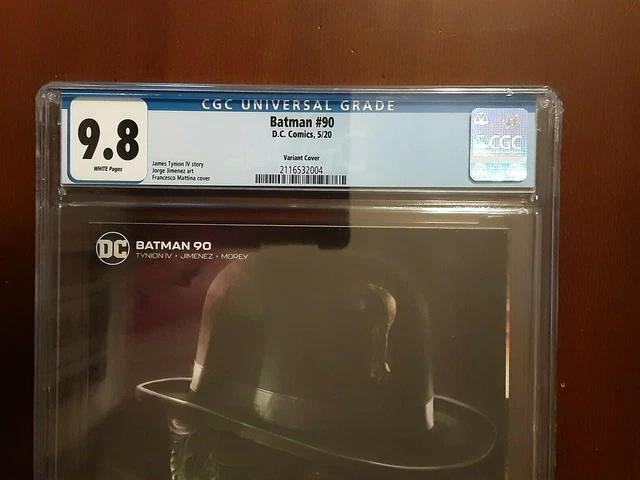 CGC UNIVERSAL GRADE
9.8
WHITE Pages
Batman #90
D.C. Comics, 5/20
Variant Cover
James Tynion IV story
Jorge Jimenez art
Francesco Mattina cover
2116532004
CGC
DC
BATMAN 90
TYNION IV • JIMENEZ • MOREY